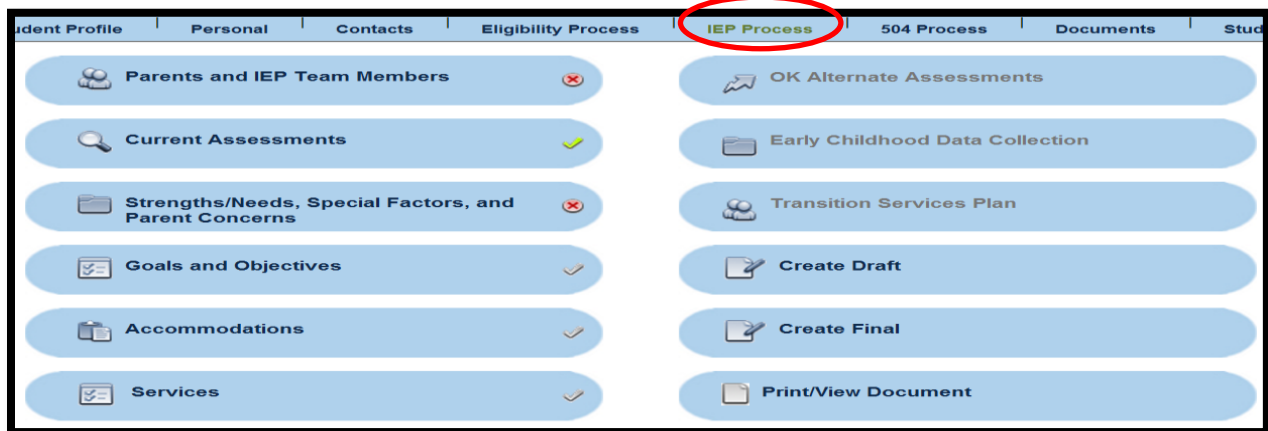 udent Profile Personal Contacts Eligibility Process IEP Process 504 Process Documents Stud
Parents and IEP Team Members
Current Assessments
Strengths/Needs, Special Factors, and
Parent Concerns
Goals and Objectives
Accommodations
Services
OK Alternate Assessments
Early Childhood Data Collection
Transition Services Plan
Create Draft
Create Final
Print/View Document